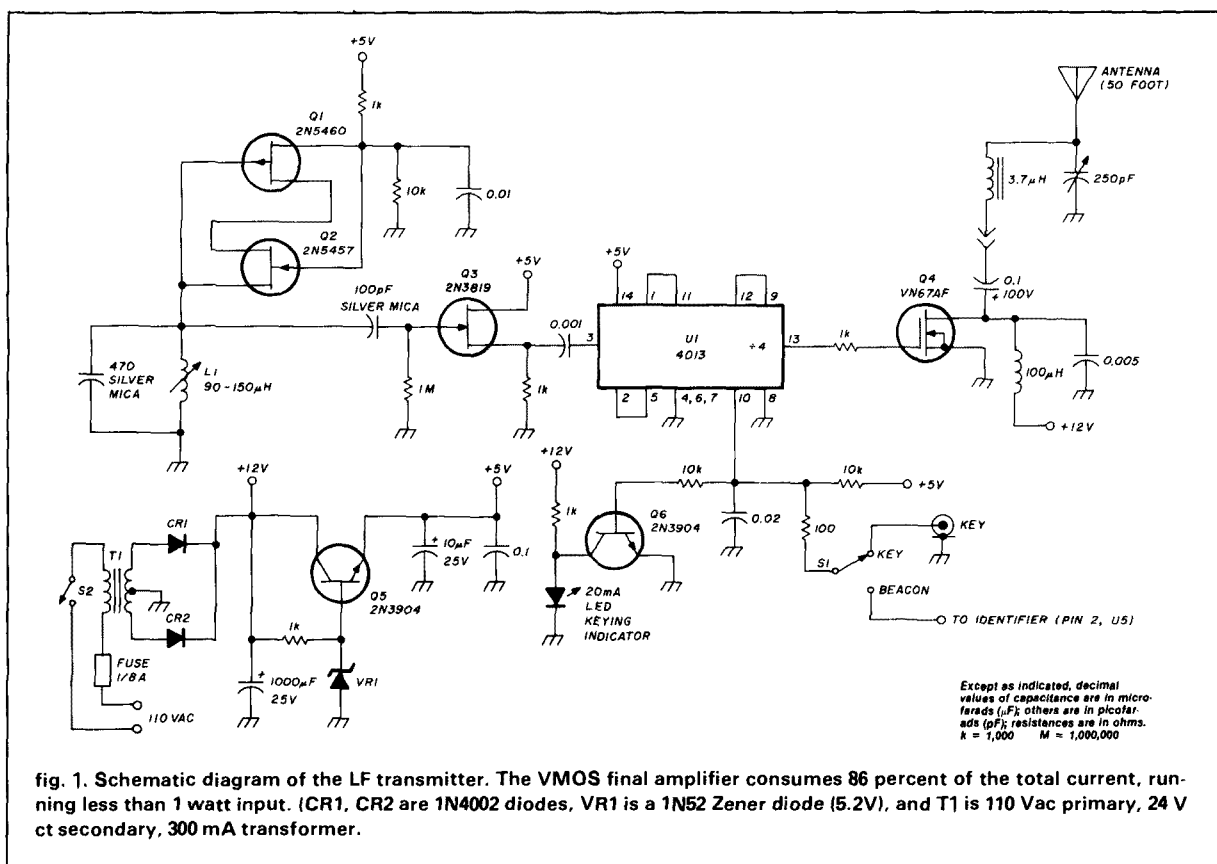 +5V
1k
Q1
2N5460
10k
0.01
Q2
2N5457
100pF
SILVER MICA
Q3
2N3819
+5V
0.001
1M
1k
470
SILVER
MICA
L1
90-150µH
+5V
14 1 11 12 9
3 U1 ÷4 13
4013
2 5 4,6,7 10 8
1k
Q4
VN67AF
ANTENNA
(50 FOOT)
3.7µH
250pF
0.1
+ 100V
100µH
0.005
+12V
+12V
1k
10k
Q6
2N3904
20mA
LED
KEYING
INDICATOR
0.02
10k
+5V
100
S1
KEY
KEY
BEACON
TO IDENTIFIER (PIN 2, U5)
+12V
+5V
CR1
T1
S2
CR2
FUSE
1/8A
110 VAC
+
1000µF
25V
1k
Q5
2N3904
VR1
+
10µF
25V
0.1
Except as indicated, decimal
values of capacitance are in micro-
farads (µF); others are in picofar-
ads (pF); resistances are in ohms.
k = 1,000 M = 1,000,000
fig. 1. Schematic diagram of the LF transmitter. The VMOS final amplifier consumes 86 percent of the total current, run-
ning less than 1 watt input. (CR1, CR2 are 1N4002 diodes, VR1 is a 1N52 Zener diode (5.2V), and T1 is 110 Vac primary, 24 V
ct secondary, 300 mA transformer.